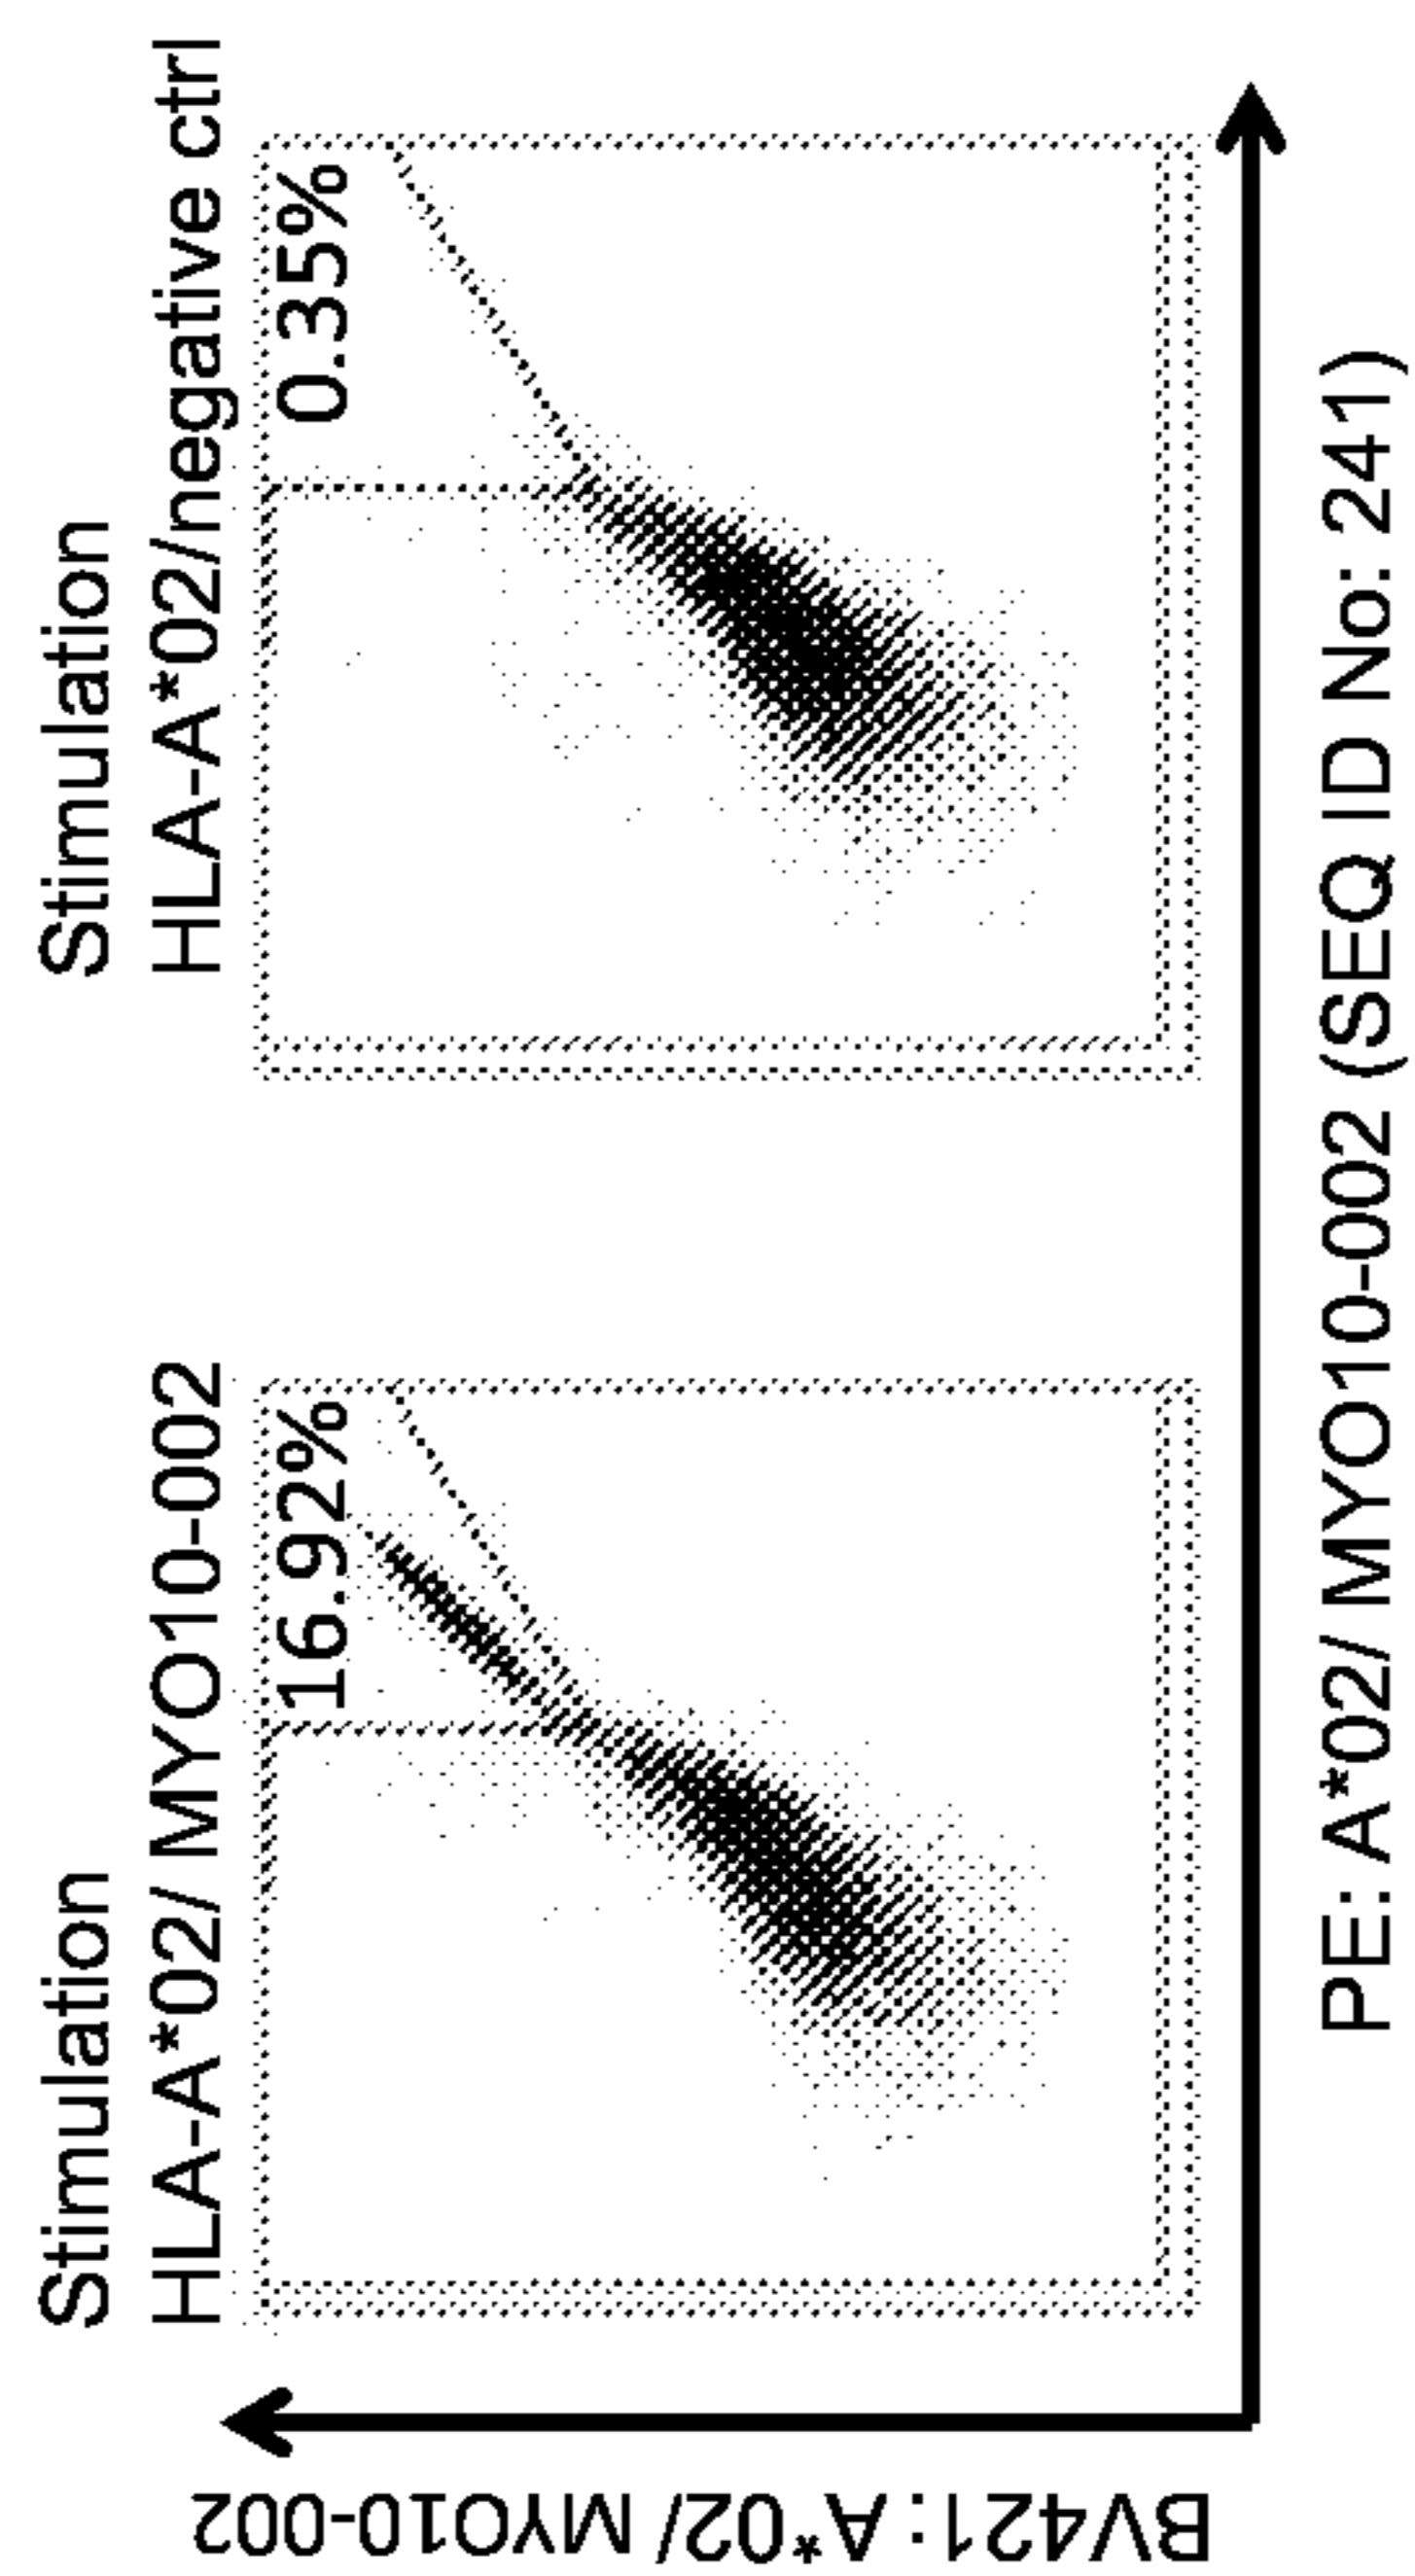 Stimulation
HLA-A*02/ MYO10-002
Stimulation
HLA-A*02/negative ctrl
16.92%
0.35%
BV421: A*02/ MYO10-002
PE: A*02/ MYO10-002 (SEQ ID No: 241)